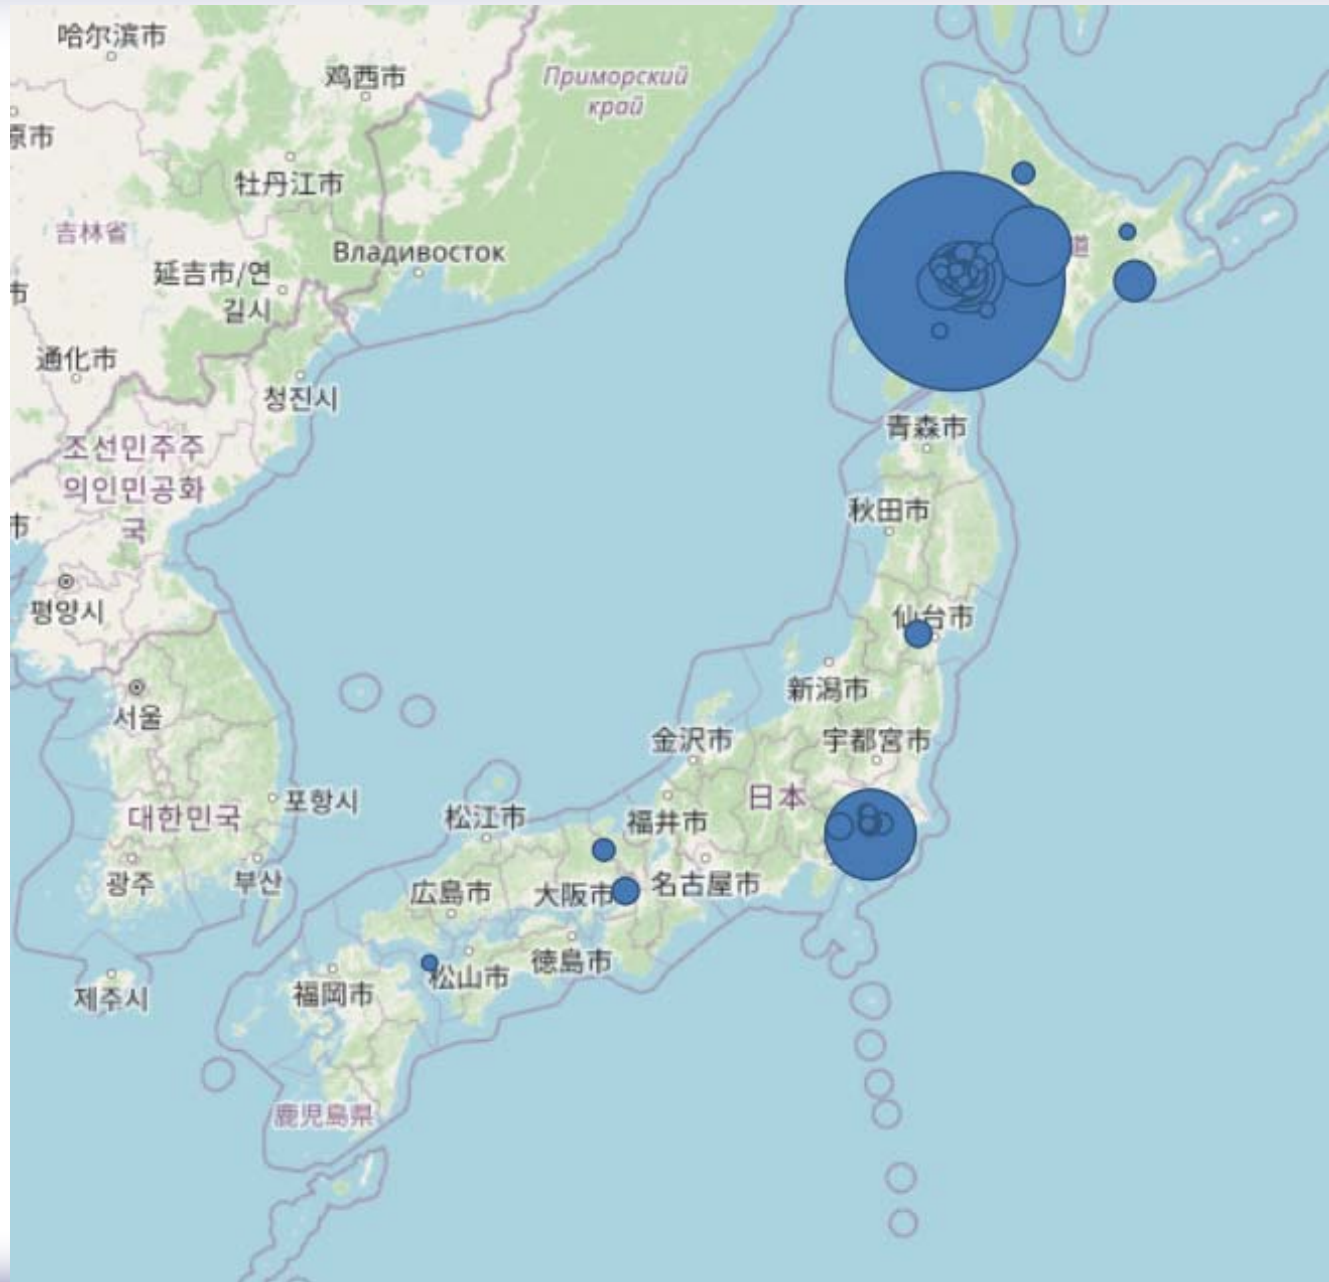 哈尔滨市
鸡西市
Приморский
край
原市
牡丹江市
吉林省
Владивосток
延吉市/연
길시
市
道
通化市
청진시
青森市
조선민주주
의인민공화
국
秋田市
市
평양시
仙台市
新潟市
서울
金沢市
宇都宮市
日本
포항시
松江市
福井市
대한민국
광주
부산
広島市
大阪市
名古屋市
松山市
徳島市
제주시
福岡市
鹿児島県